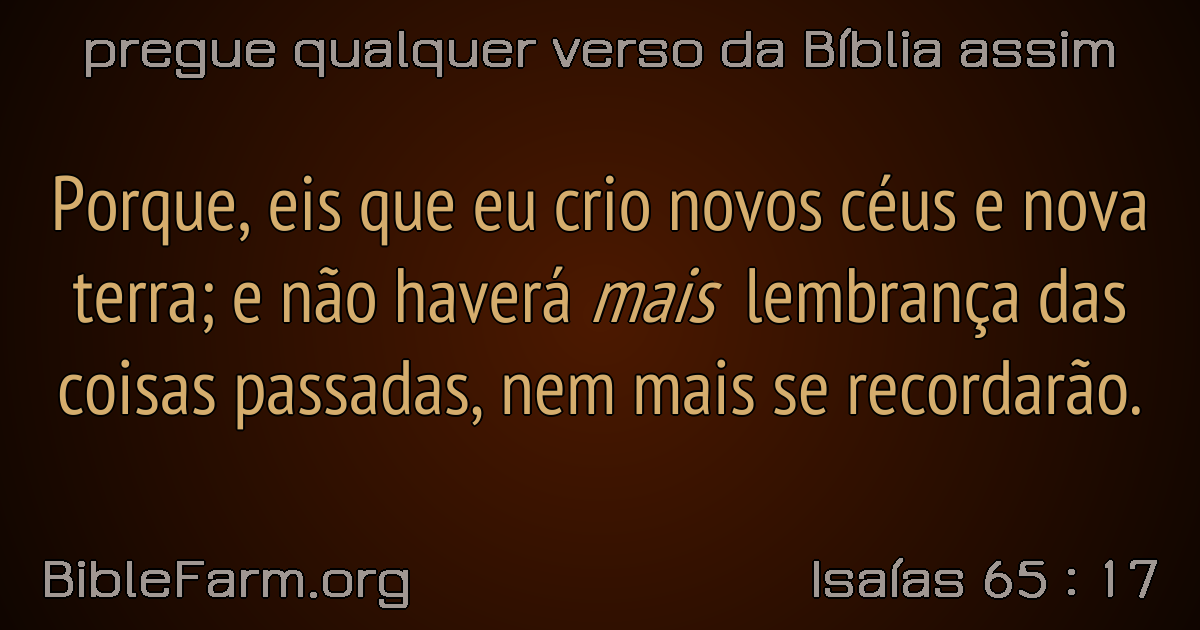 pregue qualquer verso da Bíblia assim
Porque, eis que eu crio novos céus e nova
terra; e não haverá mais lembrança das
coisas passadas, nem mais se recordarão.
BibleFarm.org
Isaías 65 : 17